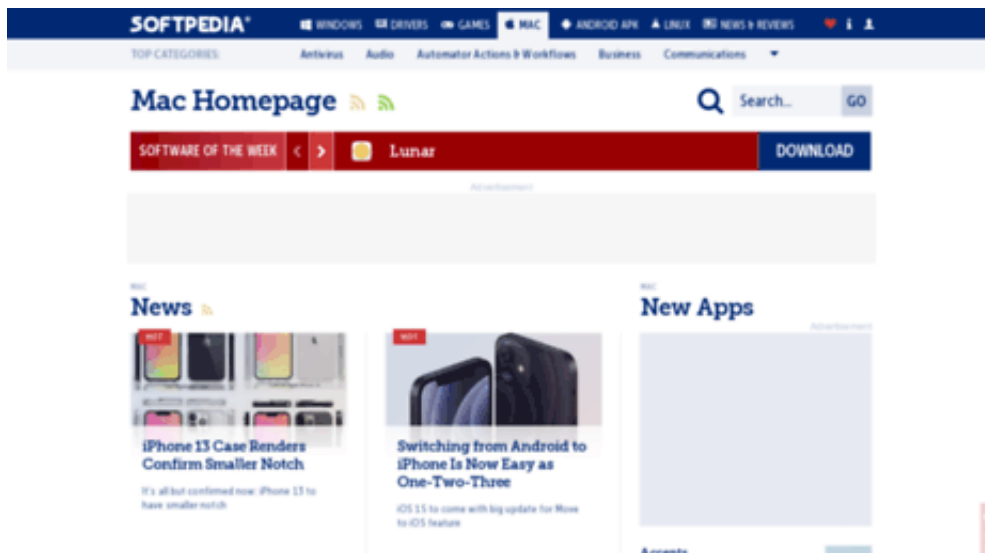 SOFTPEDIA®
WINDOWS DRIVERS GAMES MAC ANDROID APK LINUX NEWS & REVIEWS
TOP CATEGORIES: Antivirus Audio Automator Actions & Workflows Business Communications
Mac Homepage
Search... GO
SOFTWARE OF THE WEEK < > Lunar DOWNLOAD
Advertisement
MAC
News
MAC
New Apps
Advertisement
HOT
iPhone 13 Case Renders
Confirm Smaller Notch
It's all but confirmed now: iPhone 13 to
have smaller notch
HOT
Switching from Android to
iPhone Is Now Easy as
One-Two-Three
iOS 15 to come with big update for Move
to iOS feature
Accents